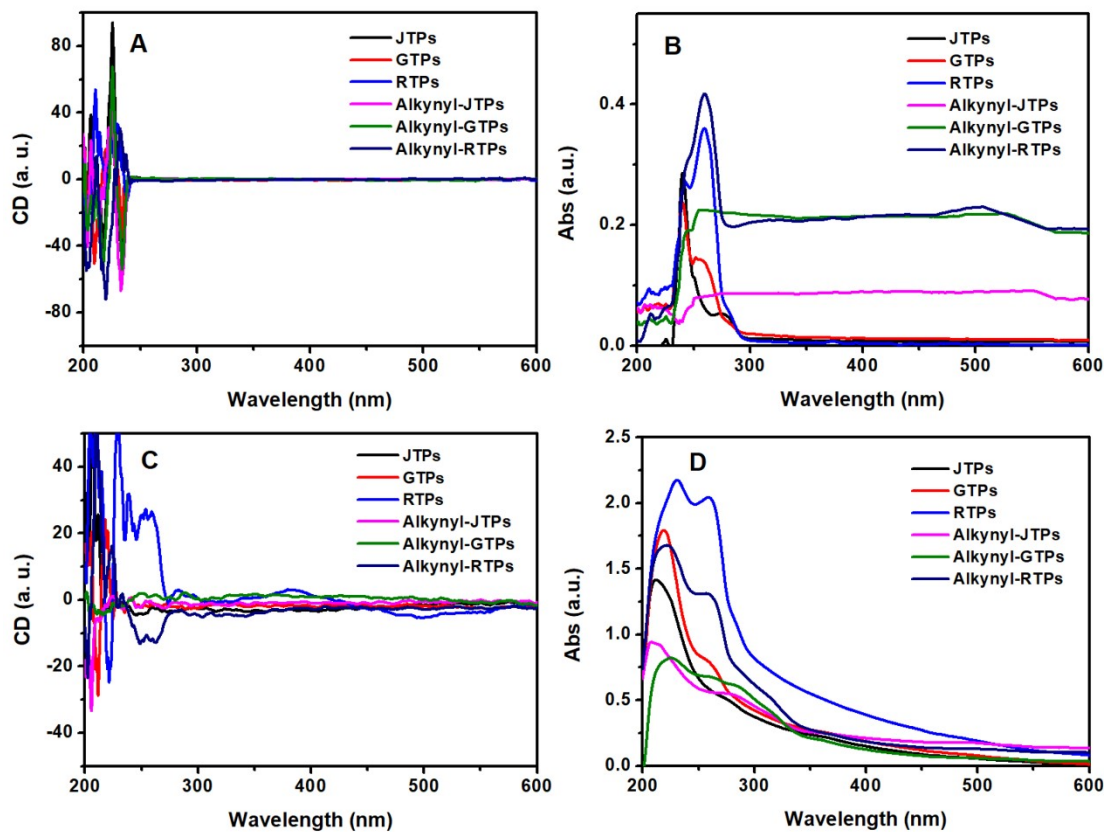 A
JTPs
GTPs
RTPs
Alkynyl-JTPs
Alkynyl-GTPs
Alkynyl-RTPs
CD (a. u.)
80
40
0
-40
-80
200 300 400 500 600
Wavelength (nm)
B
JTPs
GTPs
RTPs
Alkynyl-JTPs
Alkynyl-GTPs
Alkynyl-RTPs
Abs (a.u.)
0.4
0.2
0.0
200 300 400 500 600
Wavelength (nm)
C
JTPs
GTPs
RTPs
Alkynyl-JTPs
Alkynyl-GTPs
Alkynyl-RTPs
CD (a. u.)
40
20
0
-20
-40
200 300 400 500 600
Wavelength (nm)
D
JTPs
GTPs
RTPs
Alkynyl-JTPs
Alkynyl-GTPs
Alkynyl-RTPs
Abs (a.u.)
2.5
2.0
1.5
1.0
0.5
0.0
200 300 400 500 600
Wavelength (nm)